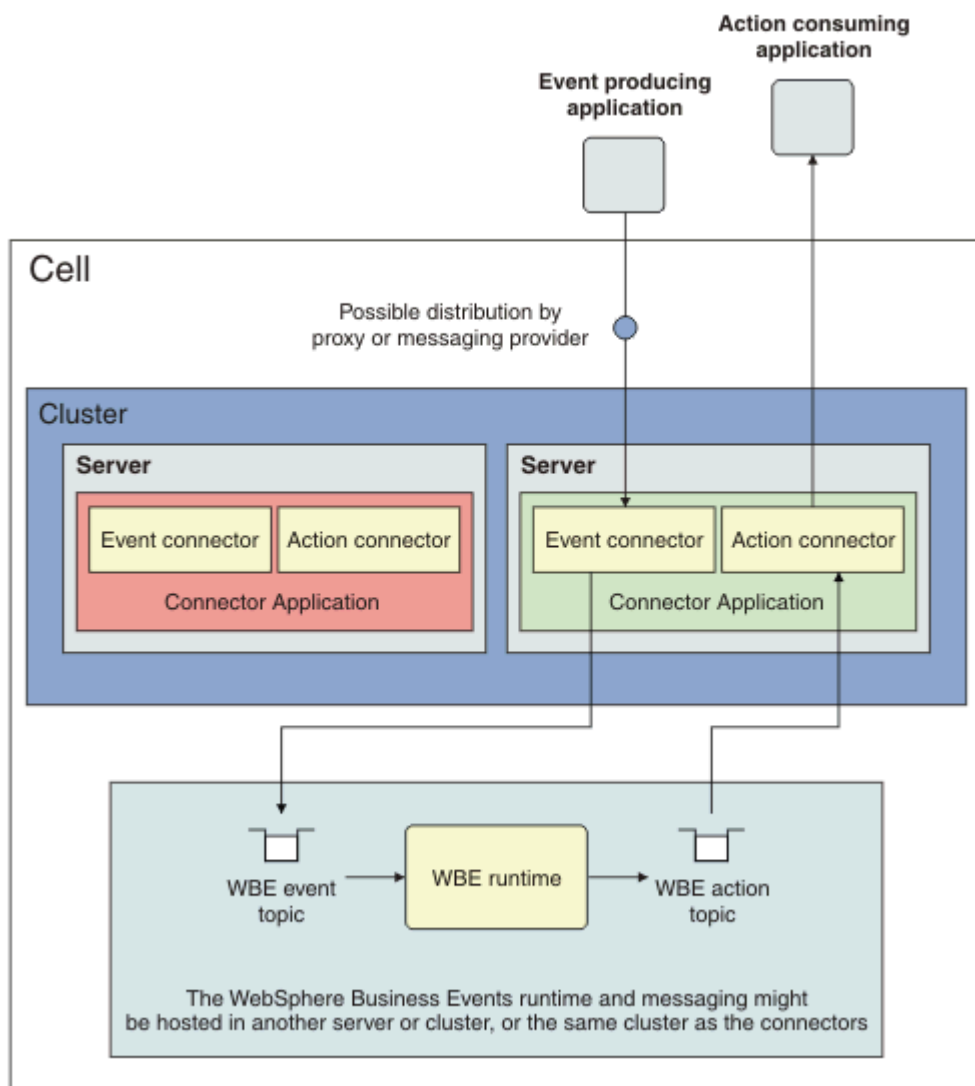 Action consuming
application
Event producing
application
Cell
Possible distribution by
proxy or messaging provider
Cluster
Server
Event connector
Action connector
Connector Application
Server
Event connector
Action connector
Connector Application
WBE event
topic
WBE runtime
WBE action
topic
The WebSphere Business Events runtime and messaging might
be hosted in another server or cluster, or the same cluster as the connectors